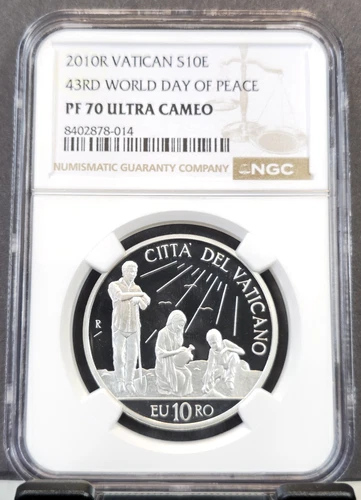 2010R VATICAN S10E
43RD WORLD DAY OF PEACE
PF 70 ULTRA CAMEO
8402878-014
NUMISMATIC GUARANTY COMPANY NGC
CITTA' DEL VATICANO
R
EU 10 RO